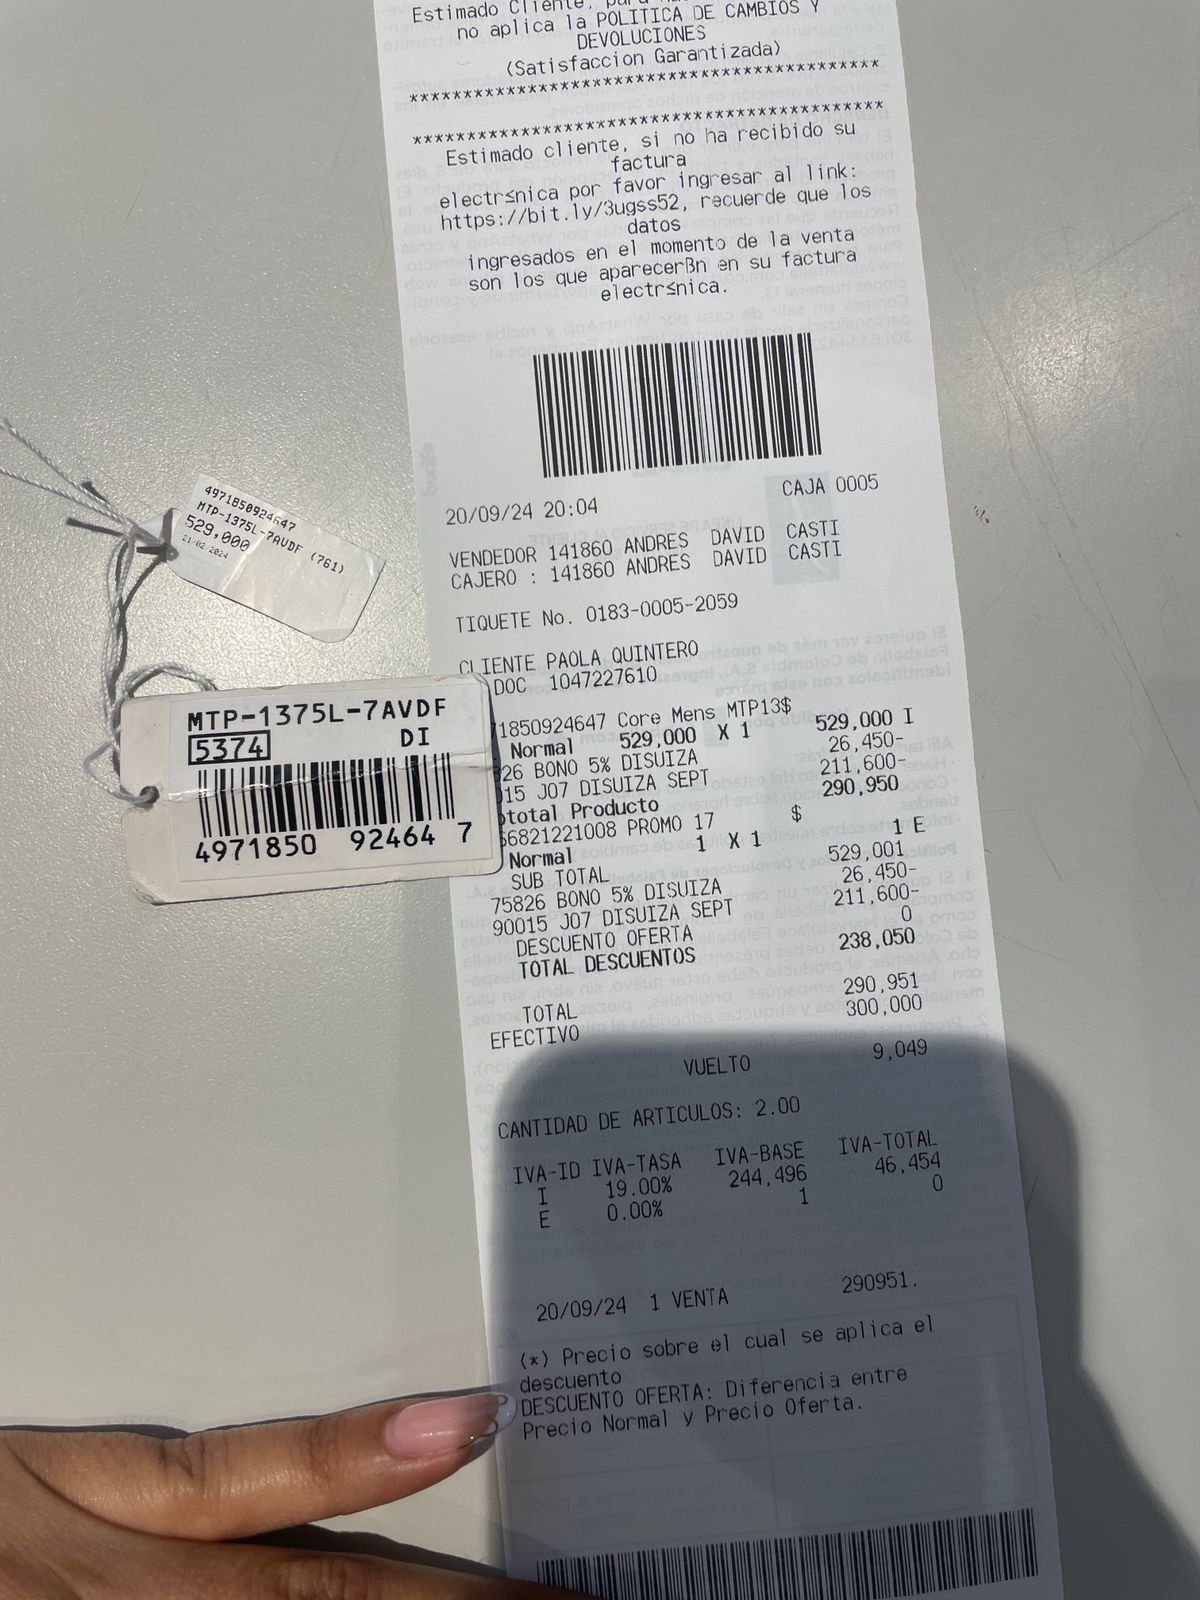 no aplica la POLITICA DE CAMBIOS Y
DEVOLUCIONES
(Satisfaccion Garantizada)
********************************************
********************************************
Estimado cliente, si no ha recibido su
factura
electr≤nica por favor ingresar al link:
https://bit.ly/3ugss52, recuerde que los
datos
ingresados en el momento de la venta
son los que aparecerßn en su factura
electr≤nica.
20/09/24 20:04 CAJA 0005
VENDEDOR 141860 ANDRES DAVID CASTI
CAJERO : 141860 ANDRES DAVID CASTI
TIQUETE No. 0183-0005-2059
CLIENTE PAOLA QUINTERO
DOC 1047227610
71850924647 Core Mens MTP13$
Normal 529,000 X 1 529,000 I
826 BONO 5% DISUIZA 26,450-
015 J07 DISUIZA SEPT 211,600-
total Producto 290,950
66821221008 PROMO 17 $
Normal 1 X 1 1 E
SUB TOTAL 529,001
75826 BONO 5% DISUIZA 26,450-
90015 J07 DISUIZA SEPT 211,600-
DESCUENTO OFERTA 0
TOTAL DESCUENTOS 238,050
TOTAL 290,951
EFECTIVO 300,000
VUELTO 9,049
CANTIDAD DE ARTICULOS: 2.00
IVA-ID IVA-TASA IVA-BASE IVA-TOTAL
I 19.00% 244,496 46,454
E 0.00% 1 0
20/09/24 1 VENTA 290951.
(*) Precio sobre el cual se aplica el
descuento
DESCUENTO OFERTA: Diferencia entre
Precio Normal y Precio Oferta.
4971850924647
MTP-1375L-7AVDF (761)
529,000
21-02-2024
MTP-1375L-7AVDF
5374 DI
4971850 92464 7